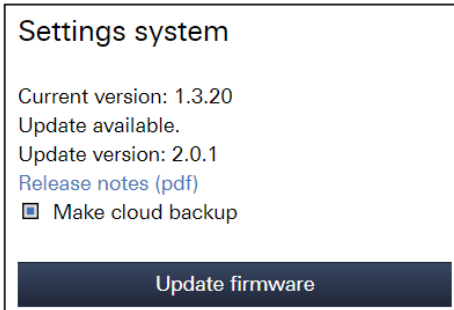 Settings system
Current version: 1.3.20
Update available.
Update version: 2.0.1
Release notes (pdf)
Make cloud backup
Update firmware